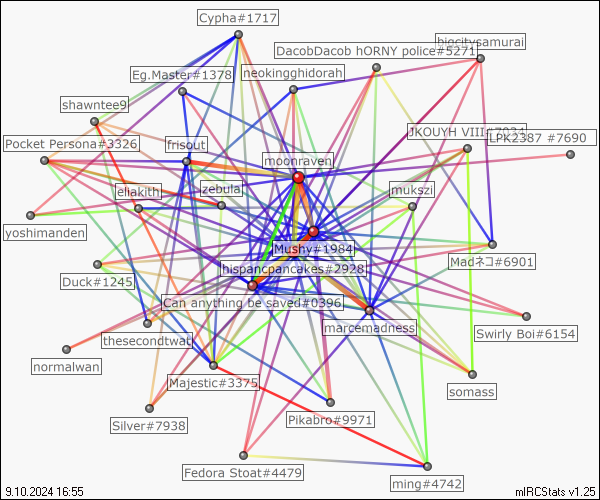 Cypha#1717
bigcitysamurai
DacobDacob hORNY police#5271
Eg.Master#1378
neokingghidorah
shawntee9
JKOUYH VIII#7034
LPK2387 #7690
Pocket Persona#3326
frisout
moonraven
eliakith
zebula
mukszi
yoshimanden
Mushy#1984
Madネコ#6901
hispancpancakes#2928
Duck#1245
Can anything be saved#0396
marcemadness
Swirly Boi#6154
thesecondtwat
normalwan
Majestic#3375
somass
Silver#7938
Pikabro#9971
Fedora Stoat#4479
ming#4742
9.10.2024 16:55
mIRCStats v1.25